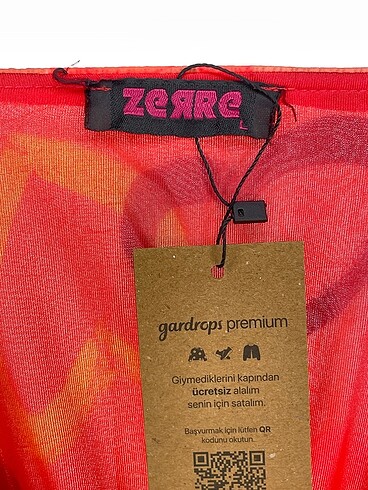 ZERRE
L
gardrops premium
Giymediklerini kapından
ücretsiz alalım
senin için satalım.
Başvurmak için lütfen QR
kodunu okutun.